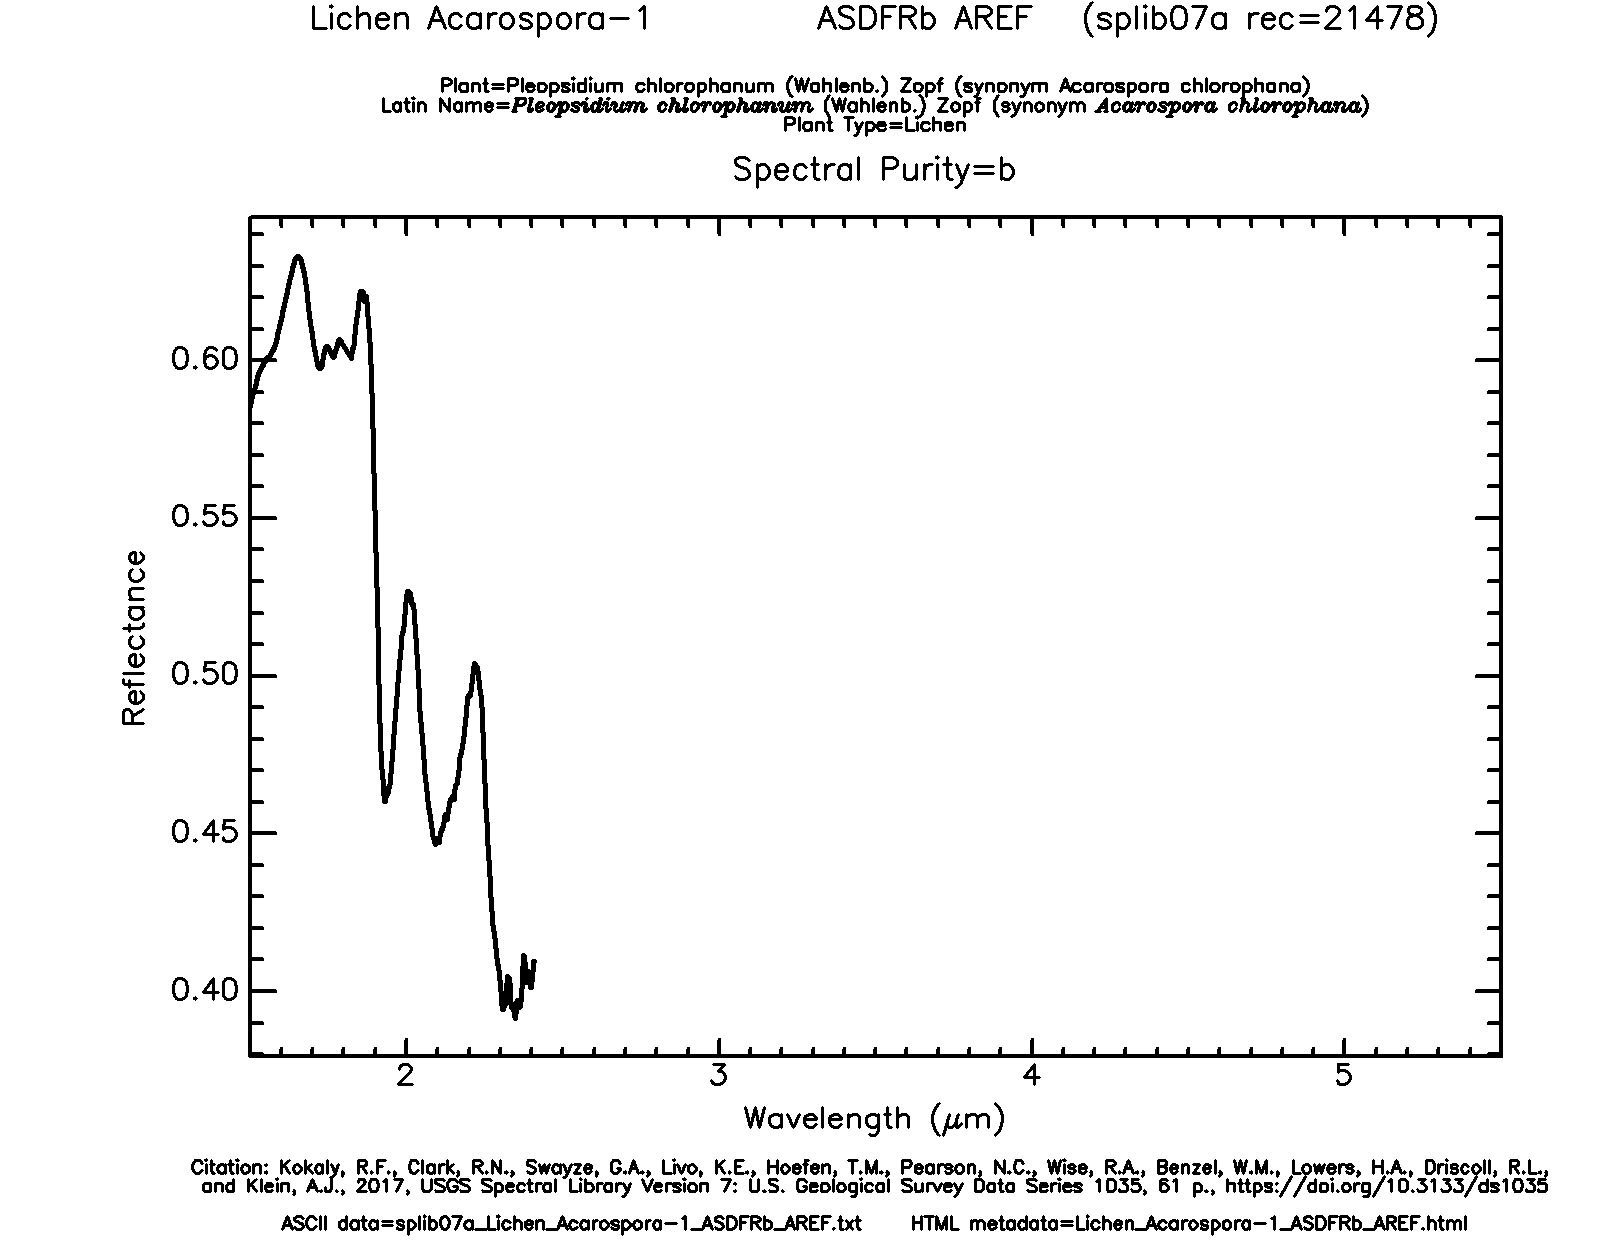 Lichen Acarospora-1 ASDFRb AREF (splib07a rec=21478)
Plant=Pleopsidium chlorophanum (Wahlenb.) Zopf (synonym Acarospora chlorophana)
Latin Name=Pleopsidium chlorophanum (Wahlenb.) Zopf (synonym Acarospora chlorophana)
Plant Type=Lichen
Spectral Purity=b
0.60
0.55
0.50
0.45
0.40
Reflectance
2 3 4 5
Wavelength (μm)
Citation: Kokaly, R.F., Clark, R.N., Swayze, G.A., Livo, K.E., Hoefen, T.M., Pearson, N.C., Wise, R.A., Benzel, W.M., Lowers, H.A., Driscoll, R.L.,
and Klein, A.J., 2017, USGS Spectral Library Version 7: U.S. Geological Survey Data Series 1035, 61 p., https://doi.org/10.3133/ds1035
ASCII data=splib07a_Lichen_Acarospora-1_ASDFRb_AREF.txt HTML metadata=Lichen_Acarospora-1_ASDFRb_AREF.html